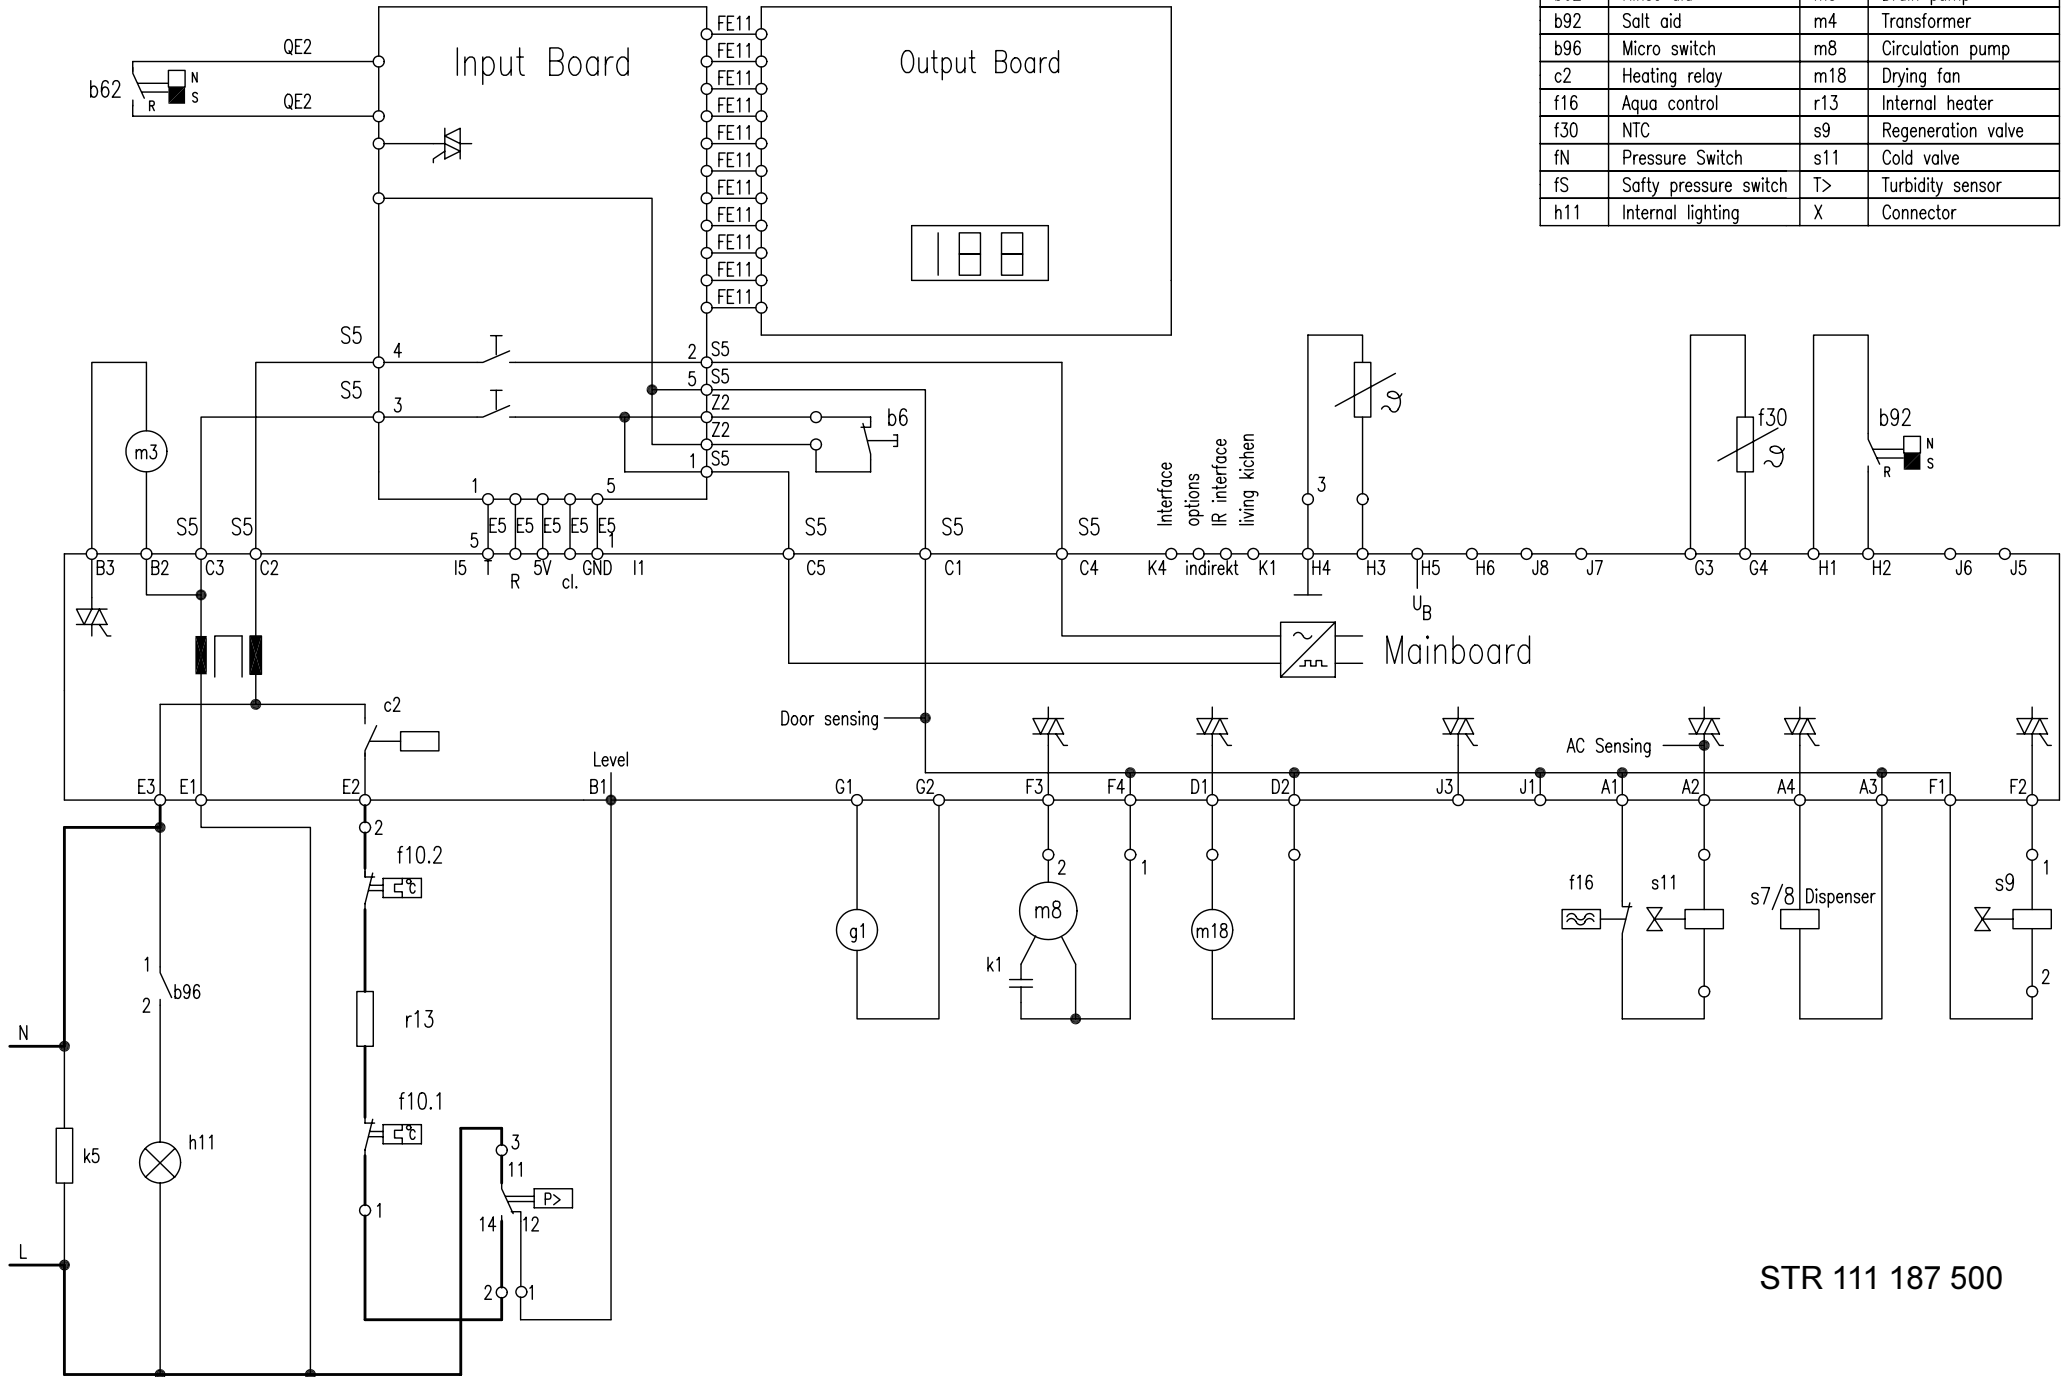 b92 Salt aid m4 Transformer
b96 Micro switch m8 Circulation pump
c2 Heating relay m18 Drying fan
f16 Aqua control r13 Internal heater
f30 NTC s9 Regeneration valve
fN Pressure Switch s11 Cold valve
fS Safty pressure switch T> Turbidity sensor
h11 Internal lighting X Connector
Input Board
Output Board
QE2
QE2
b62
R
N
S
FE11
FE11
FE11
FE11
FE11
FE11
FE11
FE11
FE11
FE11
FE11
S5 4
2 S5
5 S5
S5 3
Z2
Z2
1 S5
b6
m3
1 5
E5 E5 E5 E5 E5
5 1
S5 S5 S5 S5 S5
Interface
options
IR interface
living kichen
3
f30
b92
R
N
S
B3 B2 C3 C2 I5 T R 5V cl. GND I1 C5 C1 C4 K4 indirekt K1 H4 H3 H5 H6 J8 J7 G3 G4 H1 H2 J6 J5
UB
Mainboard
c2
Door sensing
AC Sensing
Level
E3 E1 E2 B1 G1 G2 F3 F4 D1 D2 J3 J1 A1 A2 A4 A3 F1 F2
2
f10.2
°C
2 1 1
m8
g1
m18
k1
f16
s11
s7/8 Dispenser
s9
2
1
b96
2
r13
N
f10.1
°C
k5
h11
3
11
P>
14 12
1
L
2 1
STR 111 187 500